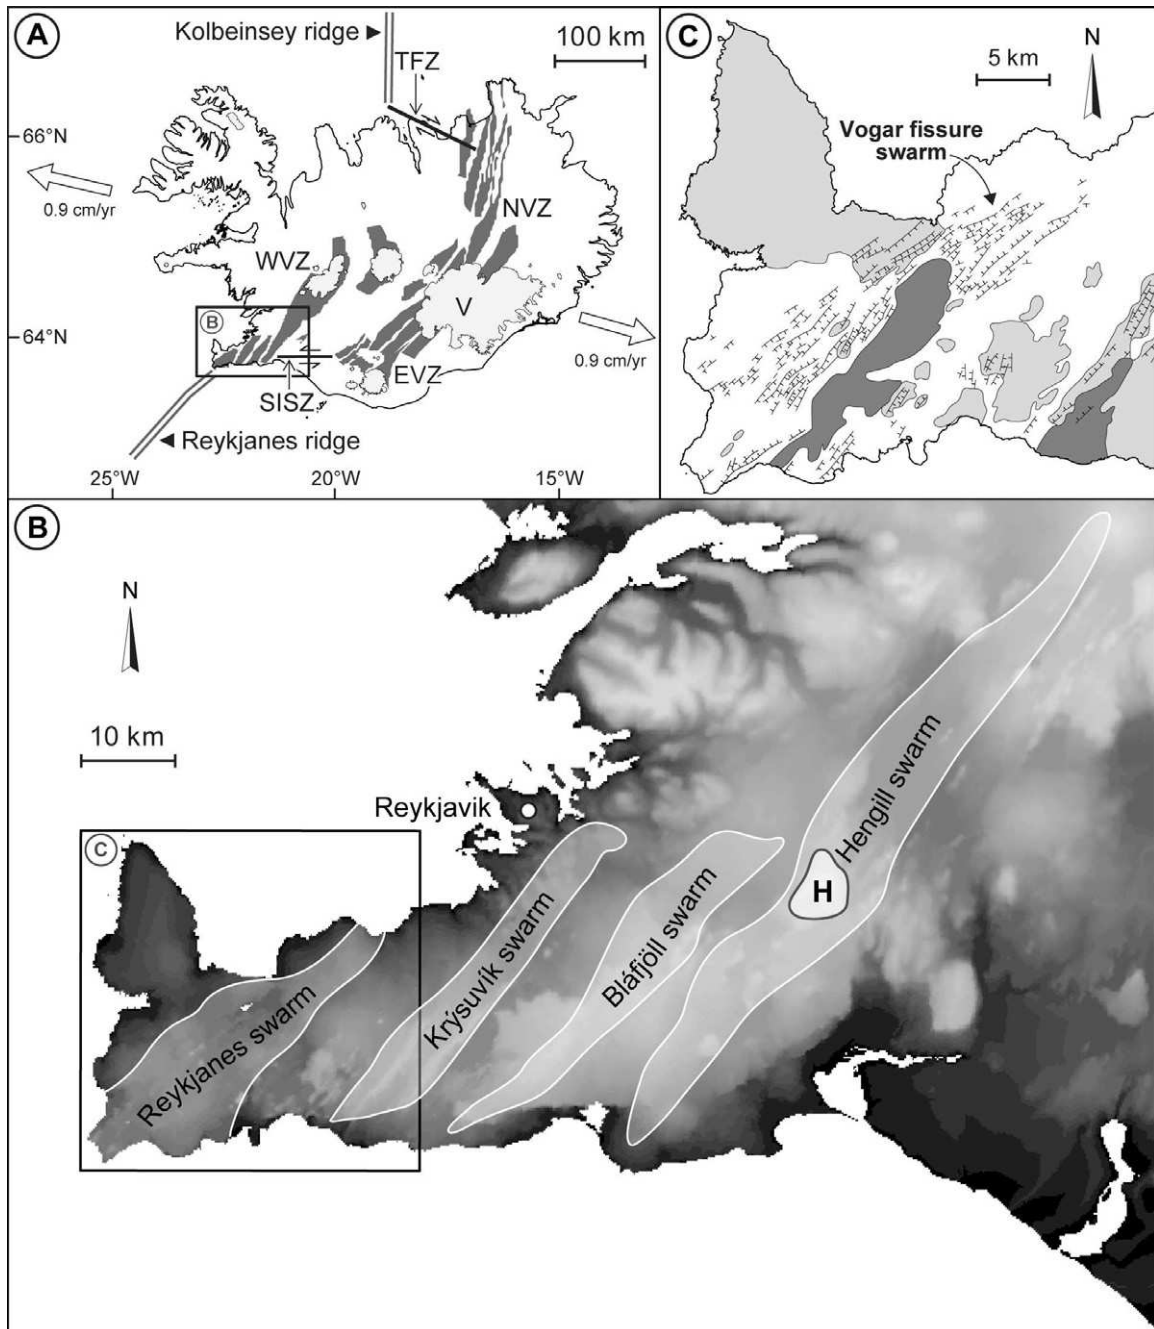 A
Kolbeinsey ridge
TFZ
100 km
66°N
0.9 cm/yr
NVZ
WVZ
V
B
64°N
0.9 cm/yr
EVZ
SISZ
Reykjanes ridge
25°W
20°W
15°W
C
N
5 km
Vogar fissure
swarm
B
N
10 km
Reykjavik
C
H
Hengill swarm
Bláfjöll swarm
Krýsuvík swarm
Reykjanes swarm